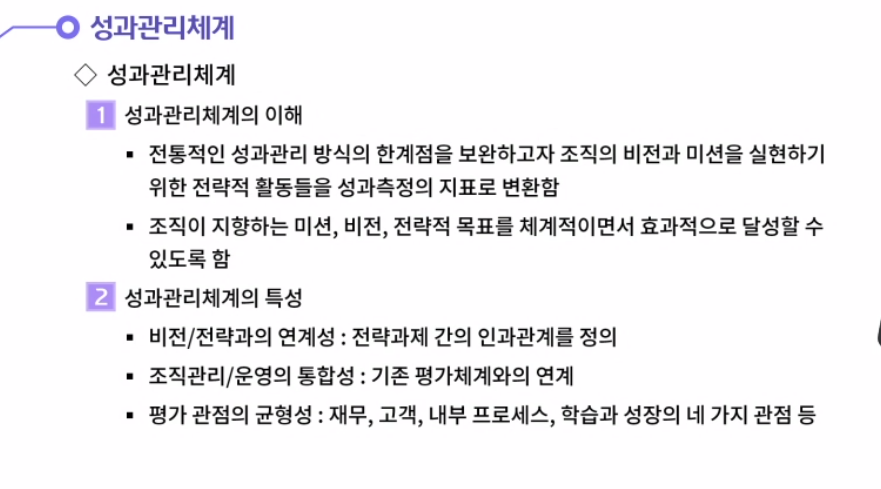 성과관리체계
◇ 성과관리체계
1 성과관리체계의 이해
▪ 전통적인 성과관리 방식의 한계점을 보완하고자 조직의 비전과 미션을 실현하기
위한 전략적 활동들을 성과측정의 지표로 변환함
▪ 조직이 지향하는 미션, 비전, 전략적 목표를 체계적이면서 효과적으로 달성할 수
있도록 함
2 성과관리체계의 특성
▪ 비전/전략과의 연계성 : 전략과제 간의 인과관계를 정의
▪ 조직관리/운영의 통합성 : 기존 평가체계와의 연계
▪ 평가 관점의 균형성 : 재무, 고객, 내부 프로세스, 학습과 성장의 네 가지 관점 등